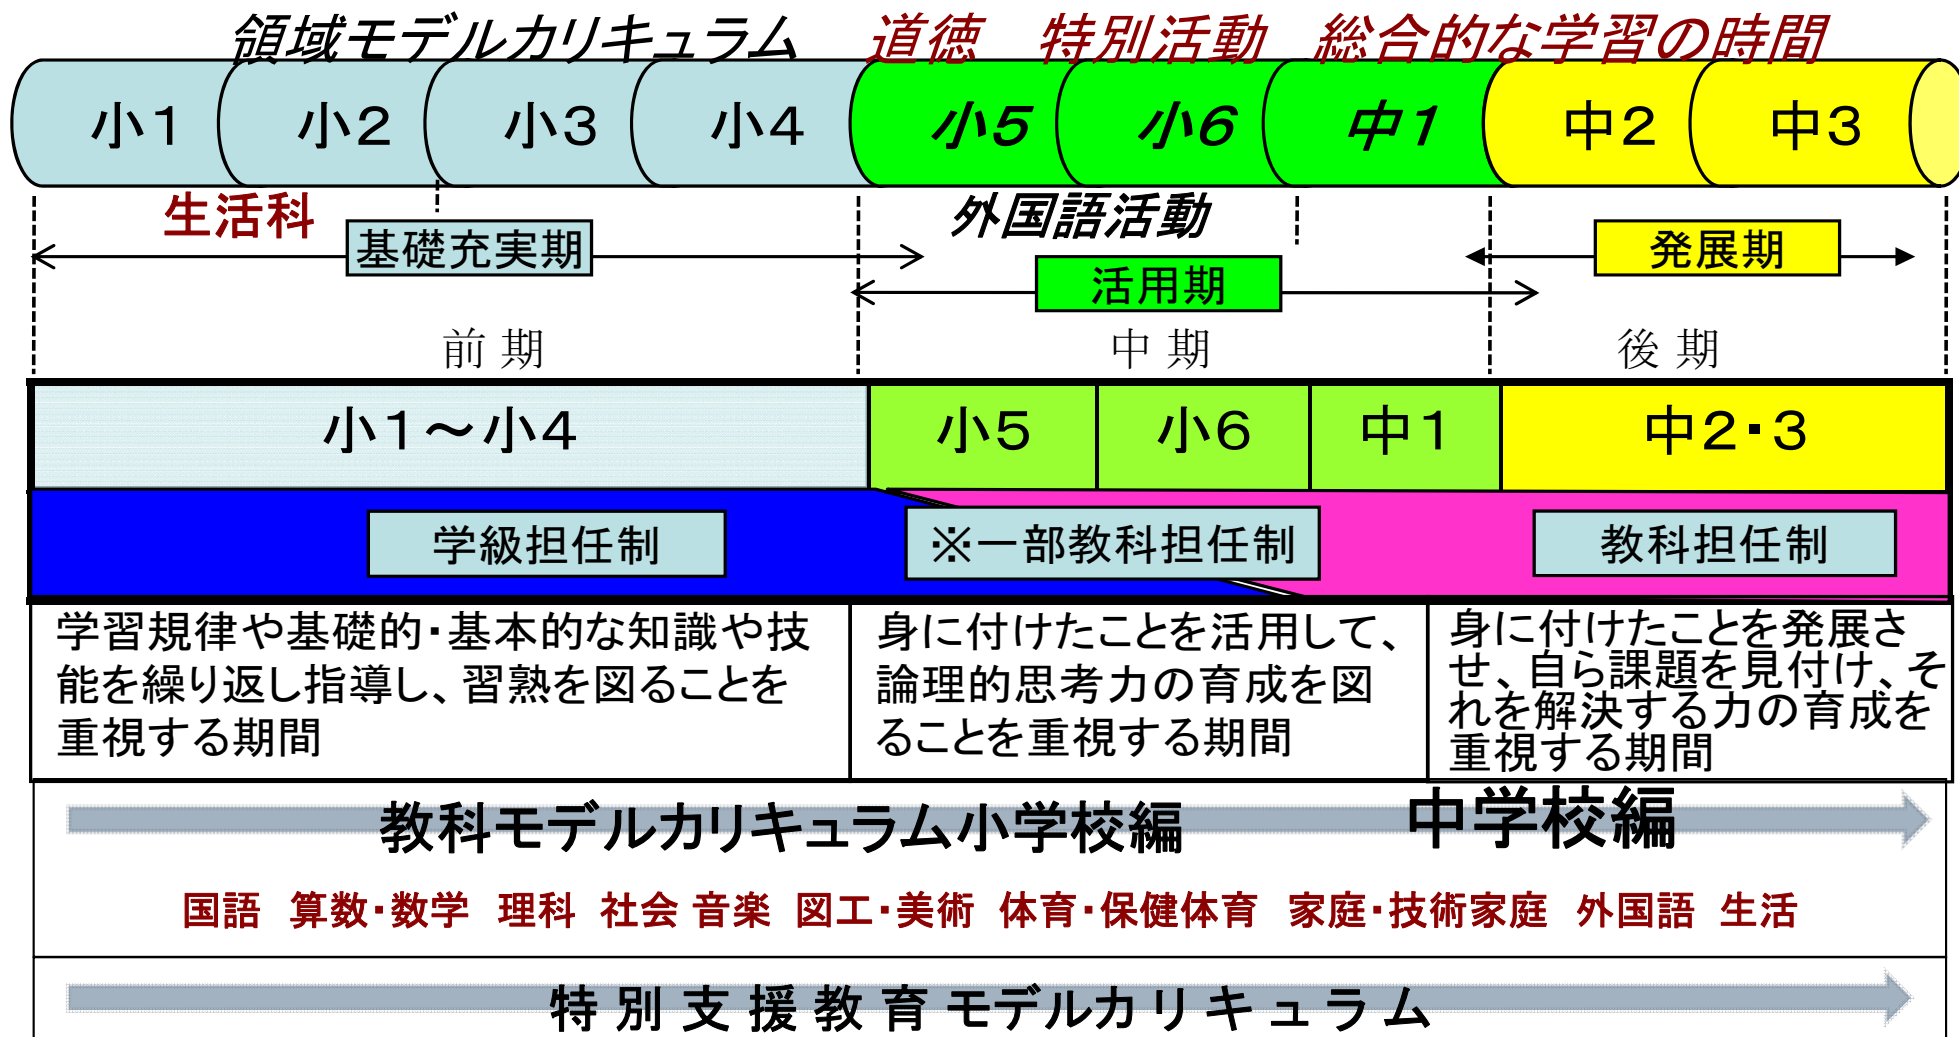 領域モデルカリキュラム　道徳　特別活動　総合的な学習の時間
小1　小2　小3　小4　小5　小6　中1　中2　中3
生活科　外国語活動
基礎充実期　発展期
活用期
前期　中期　後期
小1～小4　小5　小6　中1　中2・3
学級担任制　※一部教科担任制　教科担任制
学習規律や基礎的・基本的な知識や技
能を繰り返し指導し、習熟を図ることを
重視する期間
身に付けたことを活用して、
論理的思考力の育成を図
ることを重視する期間
身に付けたことを発展さ
せ、自ら課題を見付け、そ
れを解決する力の育成を
重視する期間
教科モデルカリキュラム小学校編　中学校編
国語　算数・数学　理科　社会　音楽　図工・美術　体育・保健体育　家庭・技術家庭　外国語　生活
特別支援教育モデルカリキュラム